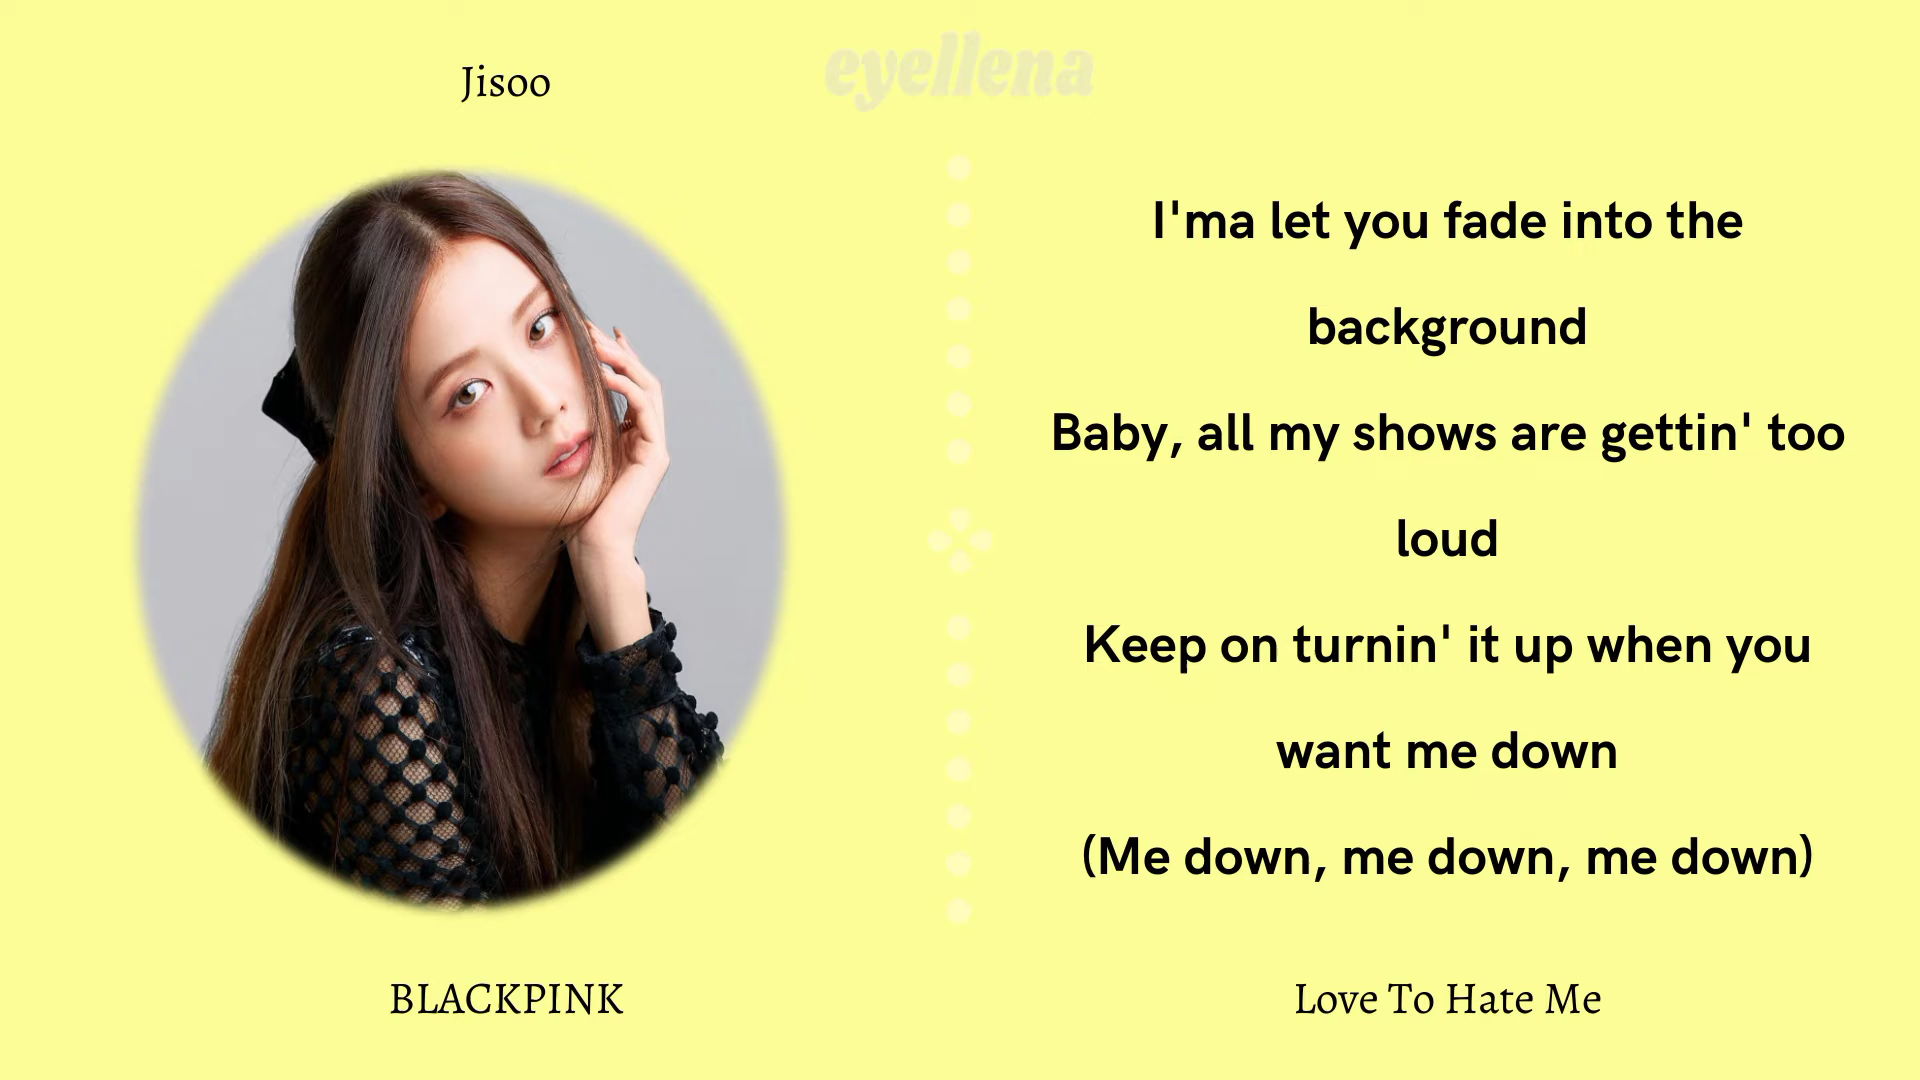 Jisoo
eyellena
I'ma let you fade into the
background
Baby, all my shows are gettin' too
loud
Keep on turnin' it up when you
want me down
(Me down, me down, me down)
BLACKPINK
Love To Hate Me